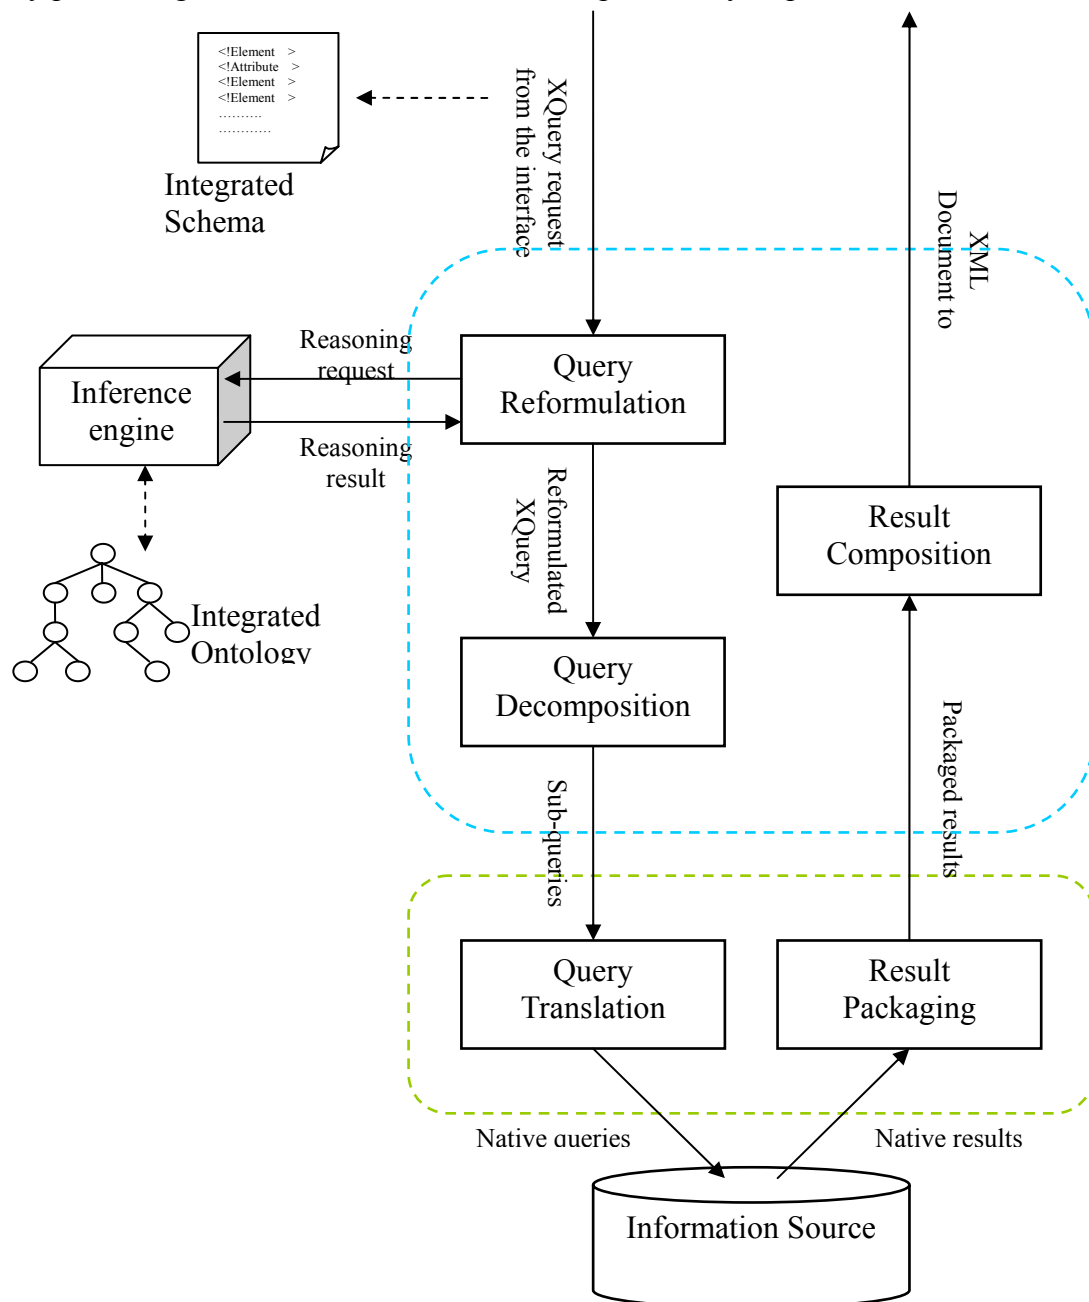 <!Element >
<!Attribute >
<!Element >
<!Element >
……….
…………
Integrated
Schema
XQuery request
from the interface
XML
Document to
Reasoning
request
Inference
engine
Reasoning
result
Query
Reformulation
Reformulated
XQuery
Result
Composition
Integrated
Ontology
Query
Decomposition
Sub-queries
Packaged results
Query
Translation
Result
Packaging
Native queries
Native results
Information Source